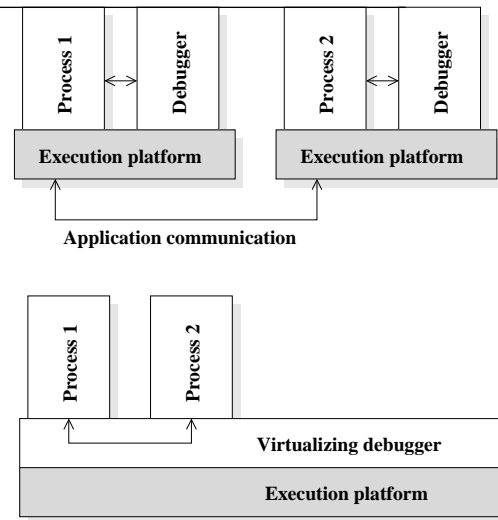 Process 1
Debugger
Process 2
Debugger
Execution platform
Execution platform
Application communication
Process 1
Process 2
Virtualizing debugger
Execution platform